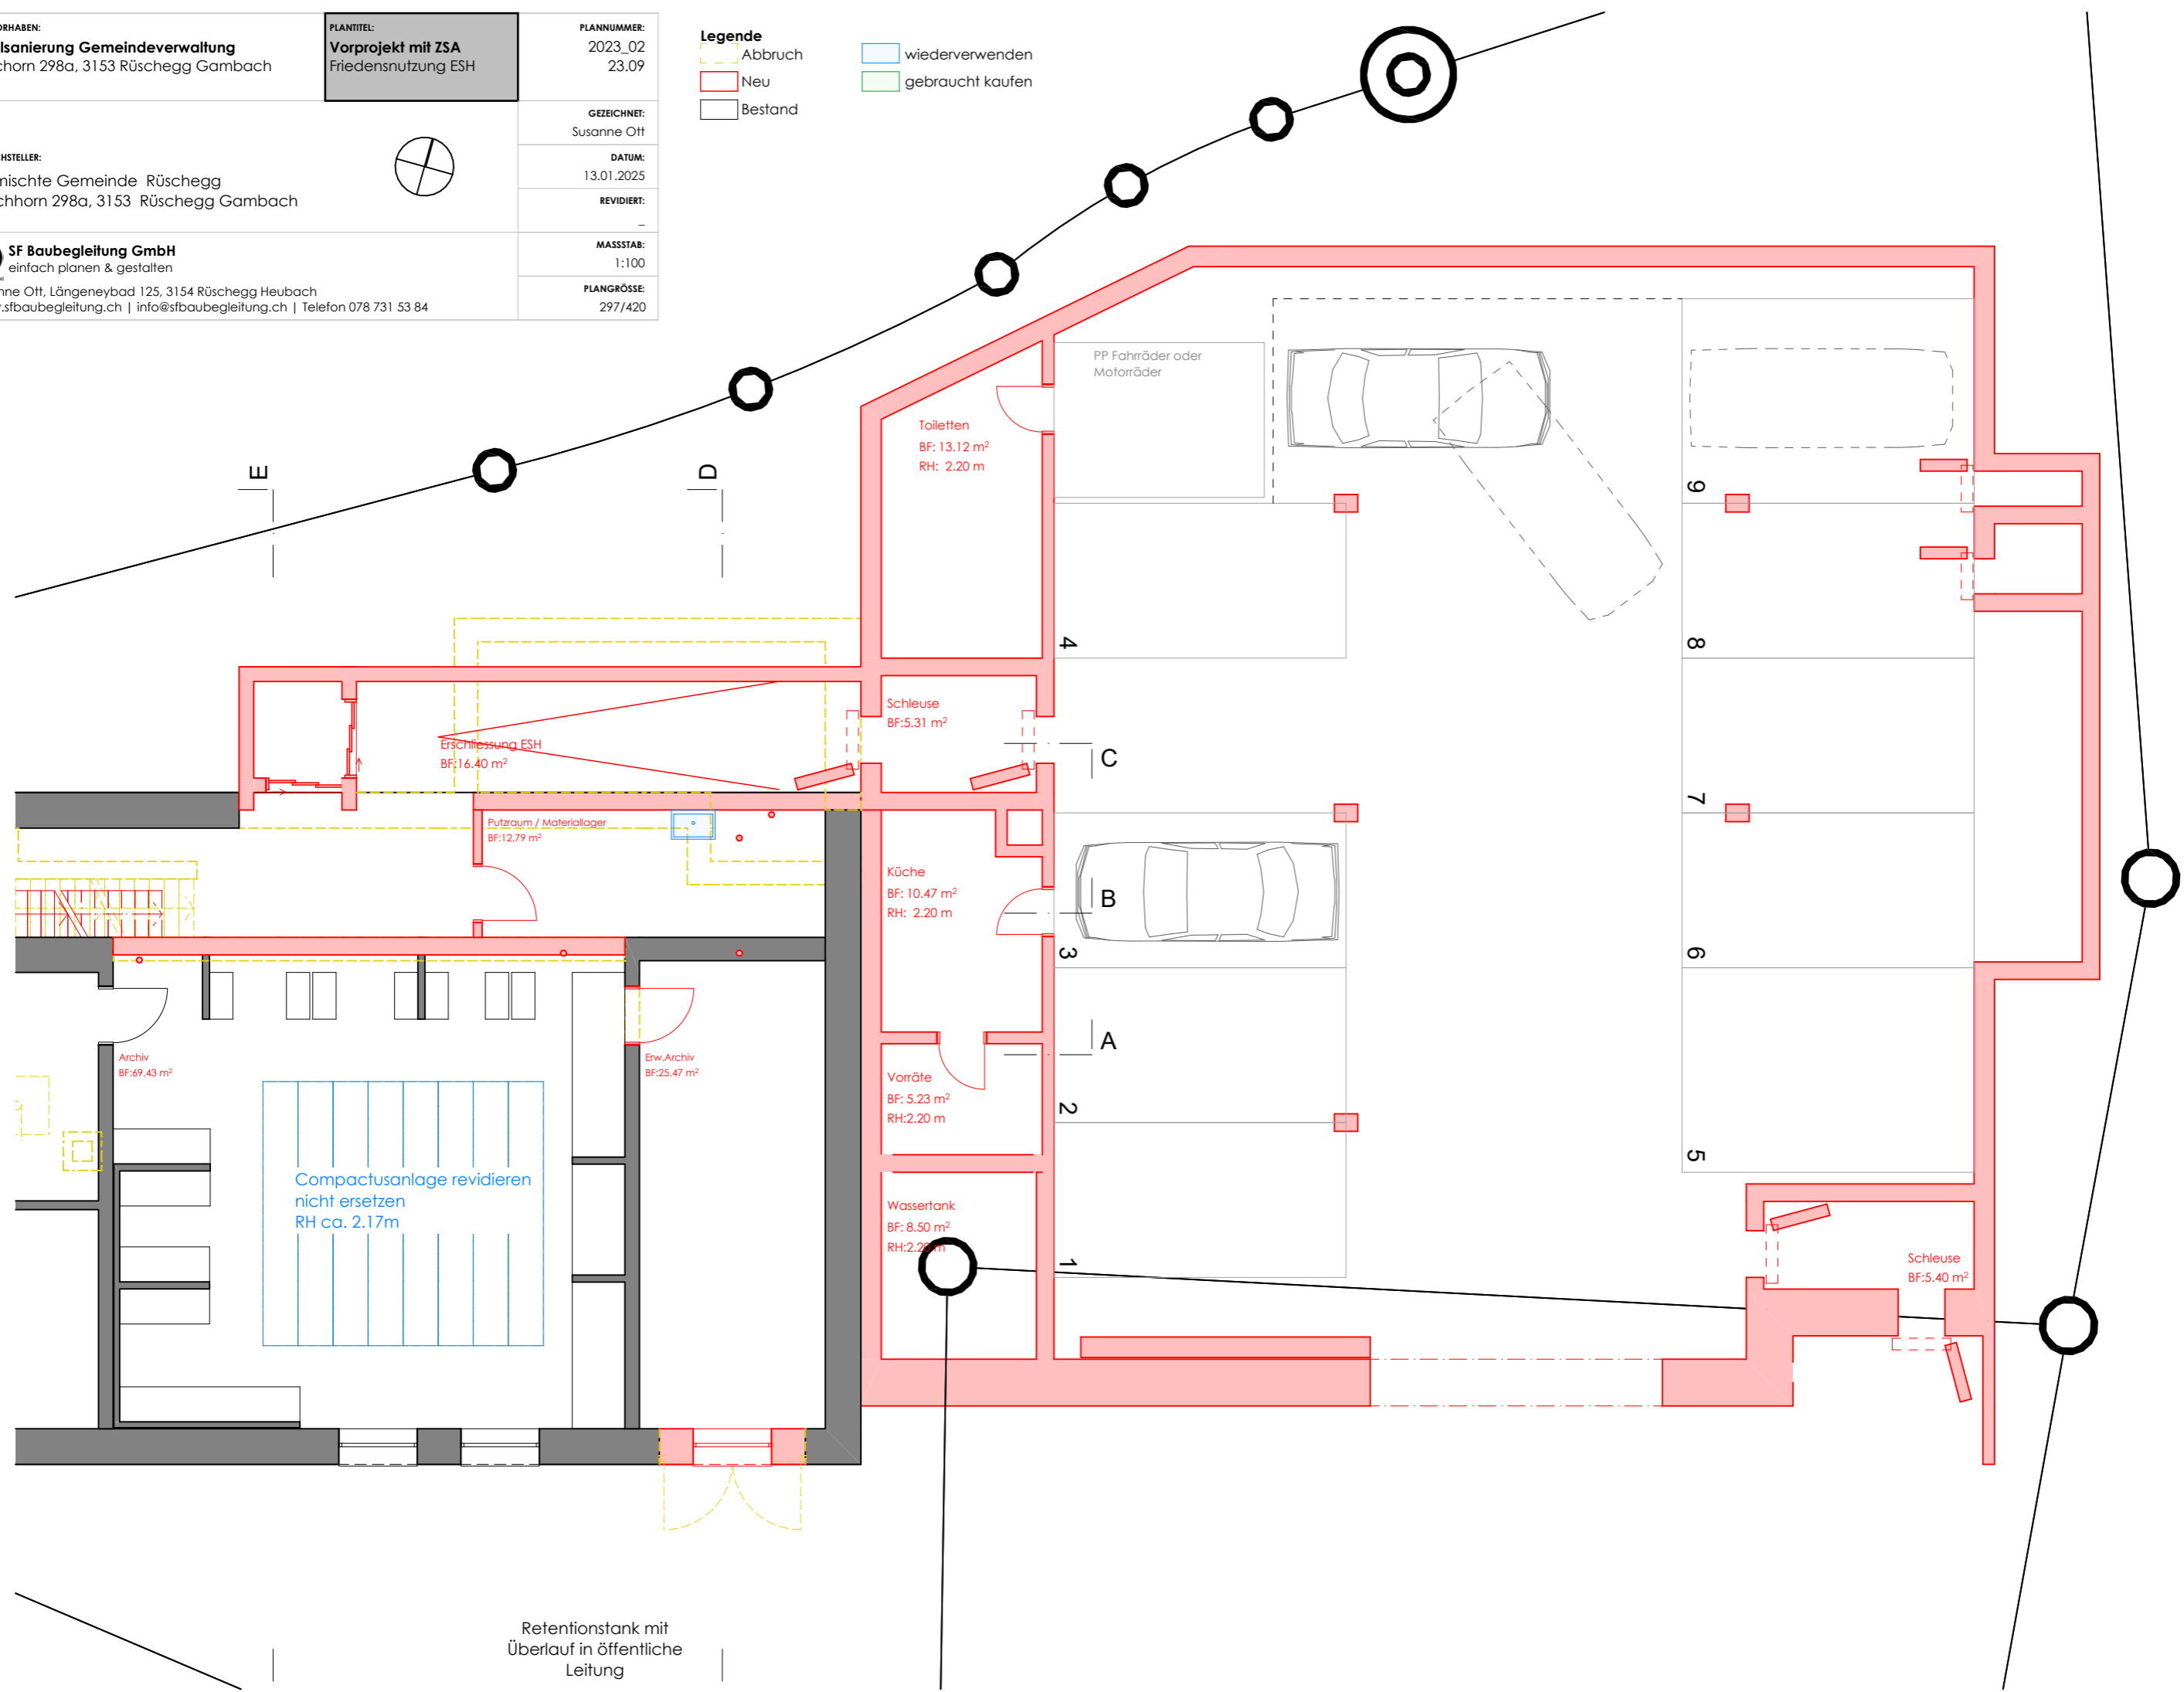 PLANTITEL:
Vorprojekt mit ZSA
Friedensnutzung ESH
PLANNUMMER:
2023_02
23.09
Gemeindeverwaltung
298a, 3153 Rüschegg Gambach
GEZEICHNET:
Susanne Ott
DATUM:
13.01.2025
REVIDIERT:
–
Gemeinde Rüschegg
298a, 3153 Rüschegg Gambach
SF Baubegleitung GmbH
einfach planen & gestalten
Ott, Längeneybad 125, 3154 Rüschegg Heubach
.sfbaubegleitung.ch | info@sfbaubegleitung.ch | Telefon 078 731 53 84
MASSSTAB:
1:100
PLANGRÖSSE:
297/420
Legende
Abbruch
Neu
Bestand
wiederverwenden
gebraucht kaufen
PP Fahrräder oder
Motorräder
Toiletten
BF: 13.12 m²
RH: 2.20 m
E
D
9
4
8
Schleuse
BF:5.31 m²
Erschliessung ESH
BF:16.40 m²
C
7
Putzraum / Materiallager
BF:12.79 m²
Küche
BF: 10.47 m²
RH: 2.20 m
B
3
6
A
Archiv
BF:69.43 m²
Erw.Archiv
BF:25.47 m²
Vorräte
BF: 5.23 m²
RH:2.20 m
2
5
Compactusanlage revidieren
nicht ersetzen
RH ca. 2.17m
Wassertank
BF: 8.50 m²
RH:2.20 m
1
Schleuse
BF:5.40 m²
Retentionstank mit
Überlauf in öffentliche
Leitung